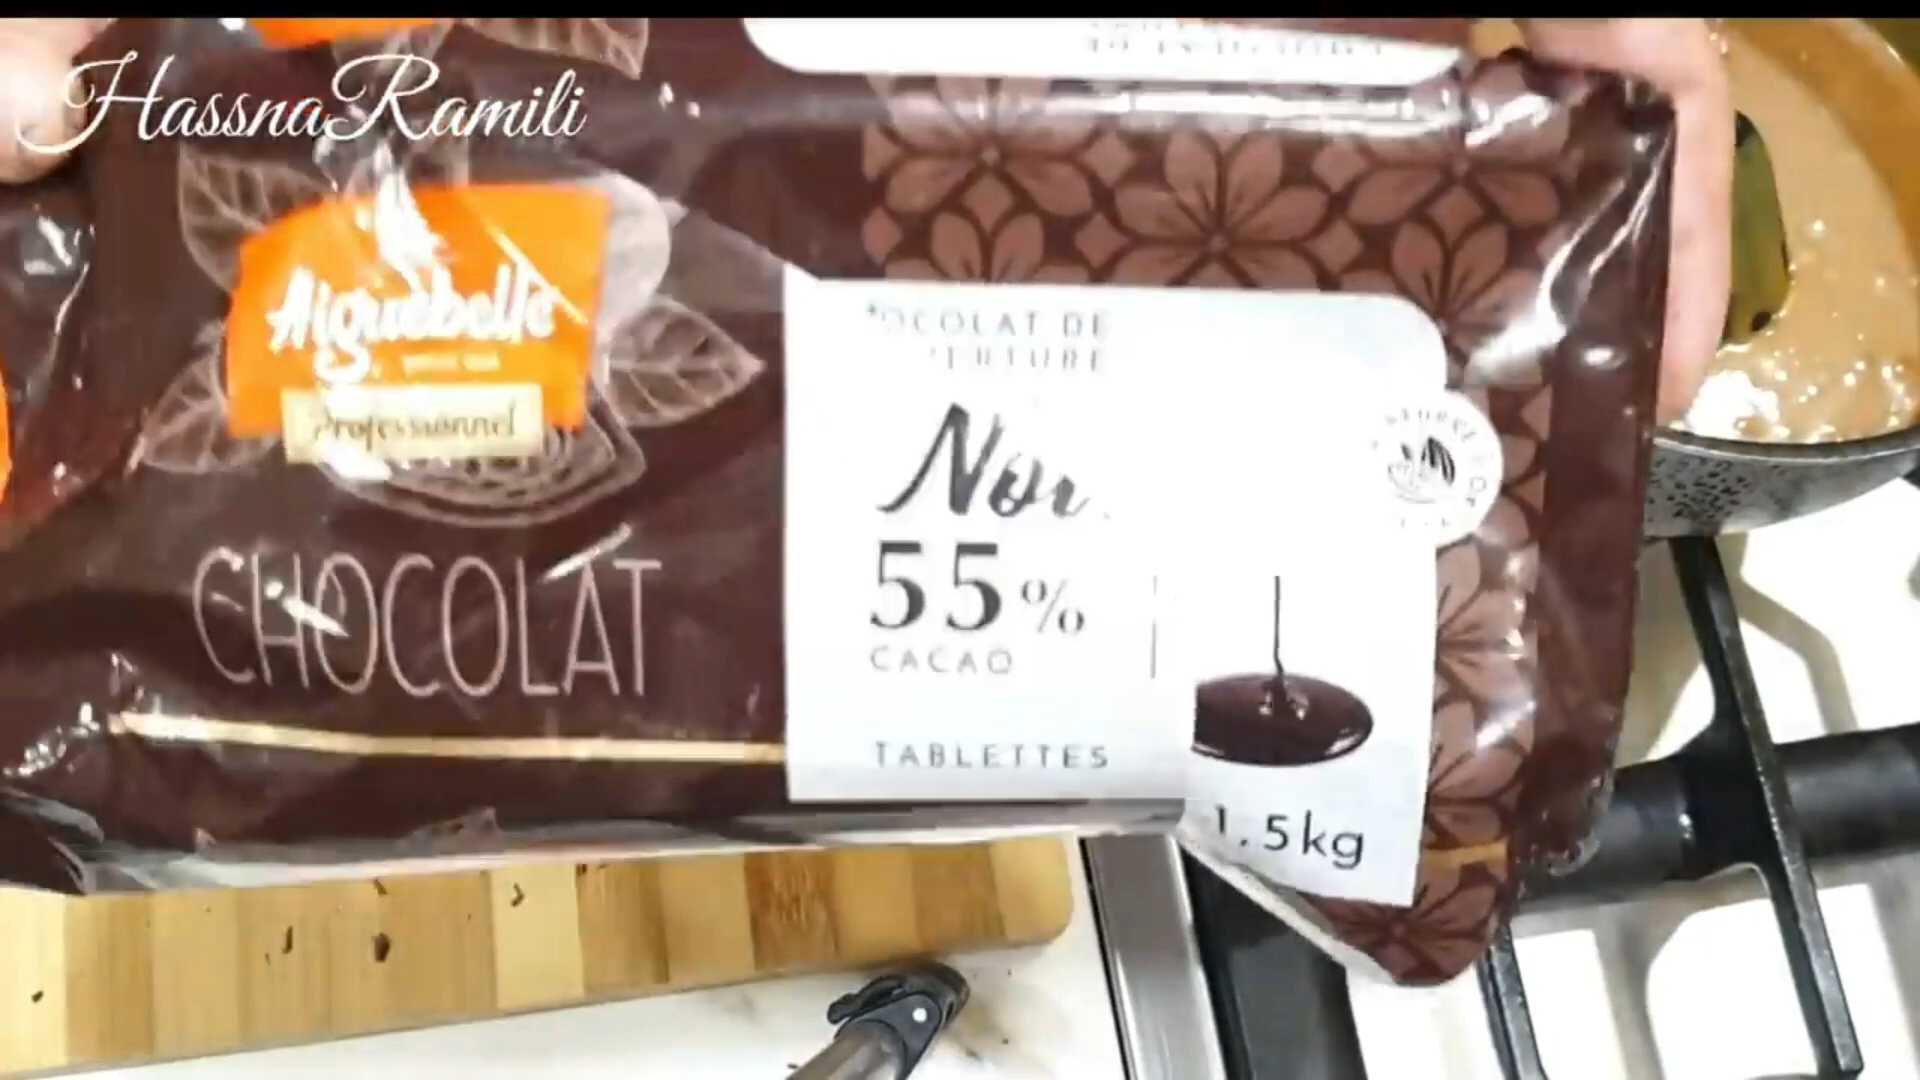 HassnaRamili
Aiguebelle
Professionnel
CHOCOLAT
OCOLAT DE
ERTURE
Noi
55%
CACAO
TABLETTES
1.5kg